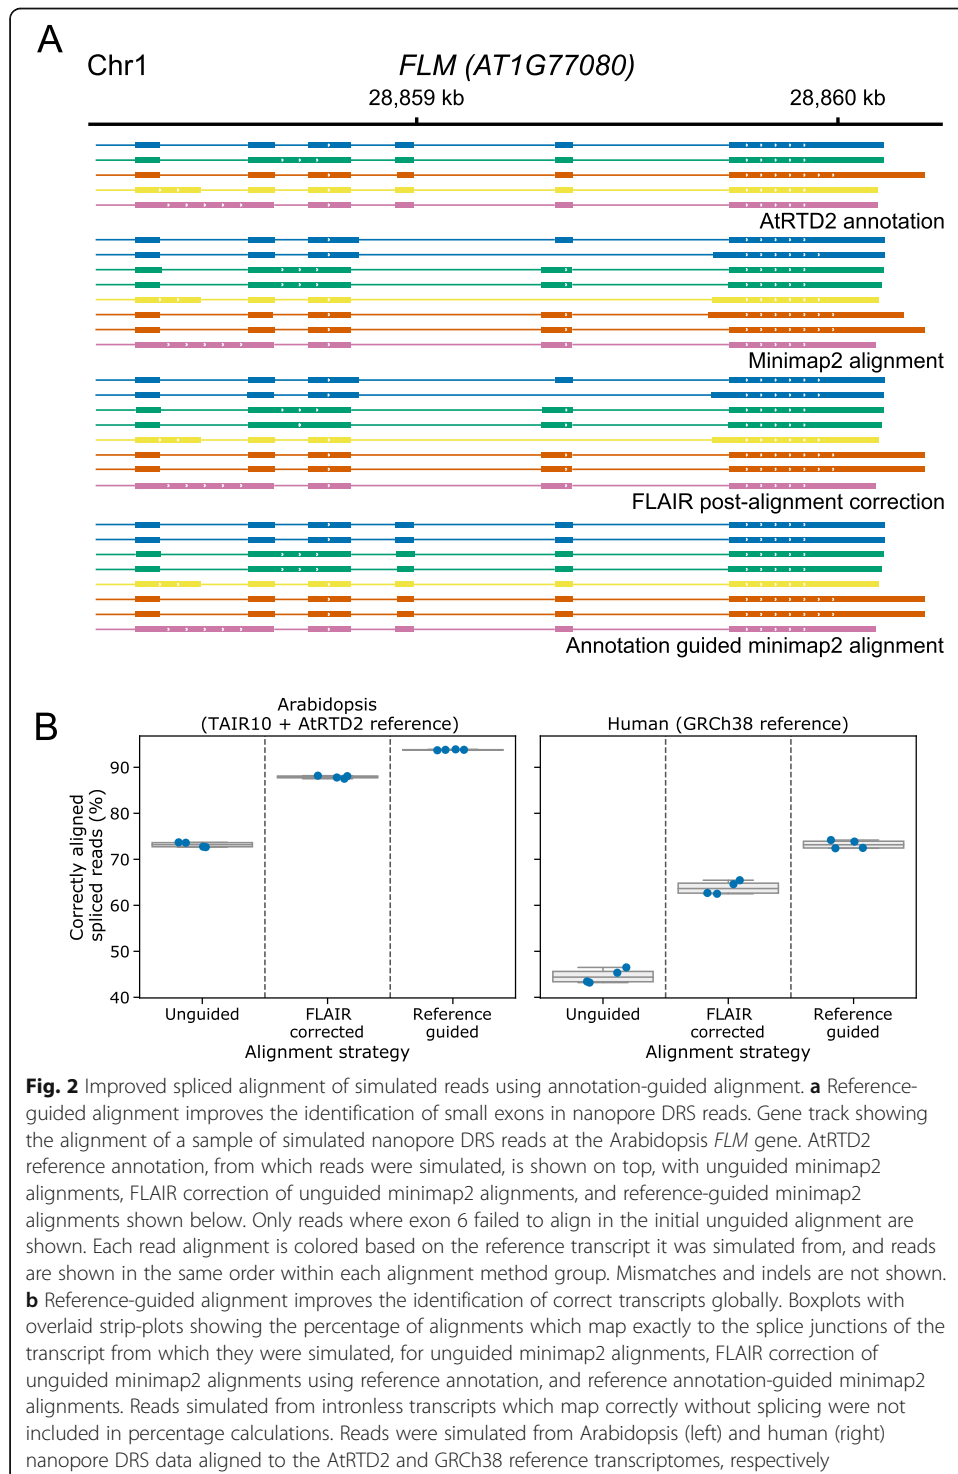 A
Chr1
FLM (AT1G77080)
28,859 kb
28,860 kb
AtRTD2 annotation
Minimap2 alignment
FLAIR post-alignment correction
Annotation guided minimap2 alignment
B
Arabidopsis
(TAIR10 + AtRTD2 reference)
Human (GRCh38 reference)
Correctly aligned
spliced reads (%)
90
80
70
60
50
40
Unguided
FLAIR
corrected
Reference
guided
Alignment strategy
Unguided
FLAIR
corrected
Reference
guided
Alignment strategy
Fig. 2 Improved spliced alignment of simulated reads using annotation-guided alignment. a Reference-
guided alignment improves the identification of small exons in nanopore DRS reads. Gene track showing
the alignment of a sample of simulated nanopore DRS reads at the Arabidopsis FLM gene. AtRTD2
reference annotation, from which reads were simulated, is shown on top, with unguided minimap2
alignments, FLAIR correction of unguided minimap2 alignments, and reference-guided minimap2
alignments shown below. Only reads where exon 6 failed to align in the initial unguided alignment are
shown. Each read alignment is colored based on the reference transcript it was simulated from, and reads
are shown in the same order within each alignment method group. Mismatches and indels are not shown.
b Reference-guided alignment improves the identification of correct transcripts globally. Boxplots with
overlaid strip-plots showing the percentage of alignments which map exactly to the splice junctions of the
transcript from which they were simulated, for unguided minimap2 alignments, FLAIR correction of
unguided minimap2 alignments using reference annotation, and reference annotation-guided minimap2
alignments. Reads simulated from intronless transcripts which map correctly without splicing were not
included in percentage calculations. Reads were simulated from Arabidopsis (left) and human (right)
nanopore DRS data aligned to the AtRTD2 and GRCh38 reference transcriptomes, respectively